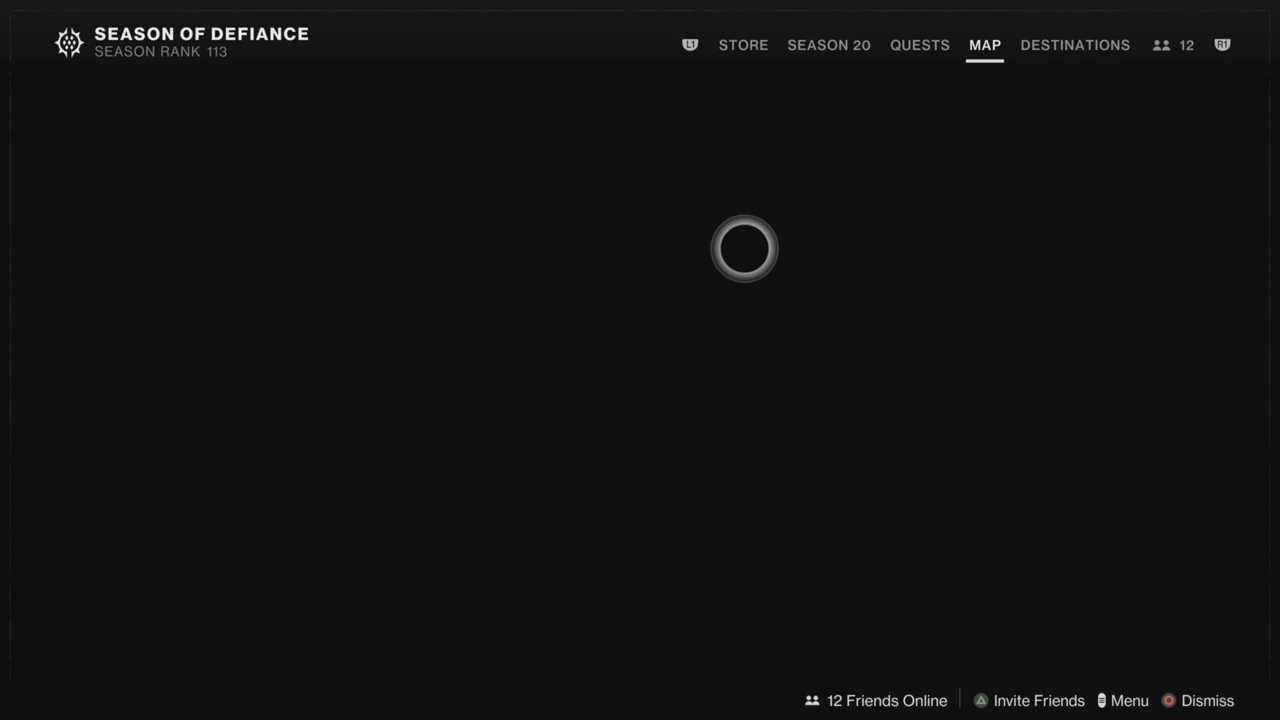 SEASON OF DEFIANCE
SEASON RANK 113
L1 STORE SEASON 20 QUESTS MAP DESTINATIONS 12 R1
12 Friends Online Invite Friends Menu Dismiss